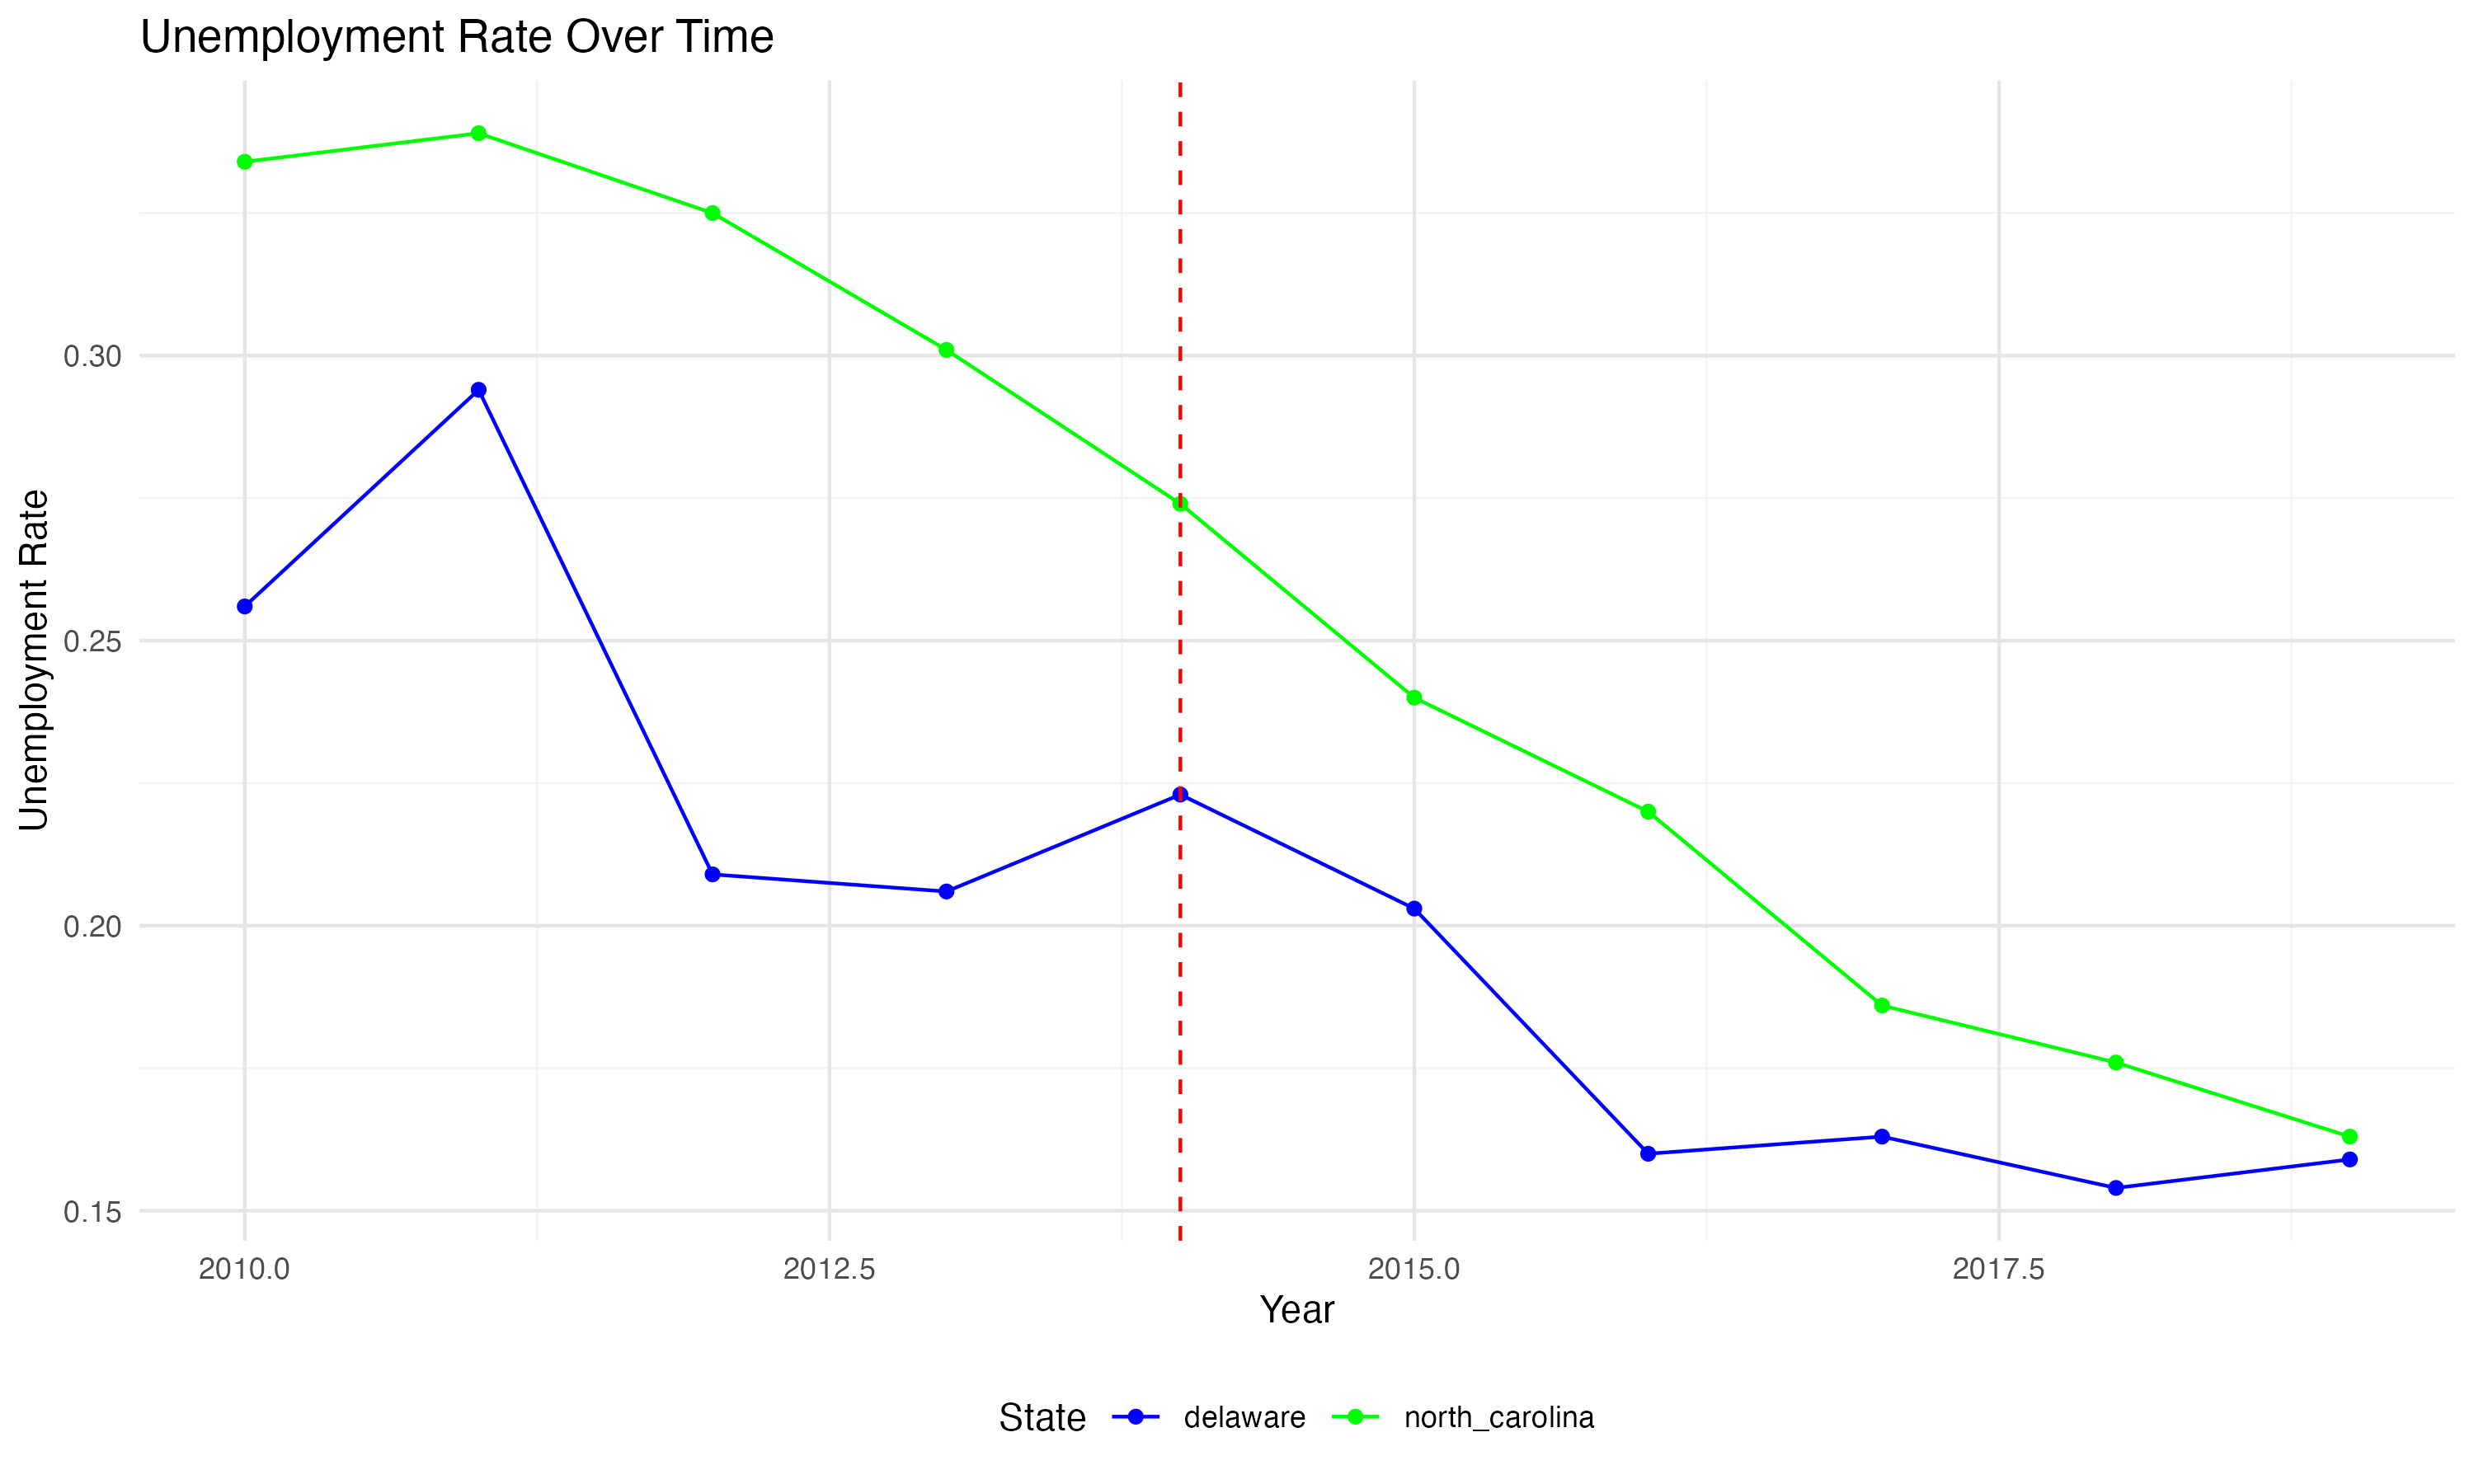 Unemployment Rate Over Time
Unemployment Rate
0.30
0.25
0.20
0.15
2010.0 2012.5 2015.0 2017.5
Year
State delaware north_carolina